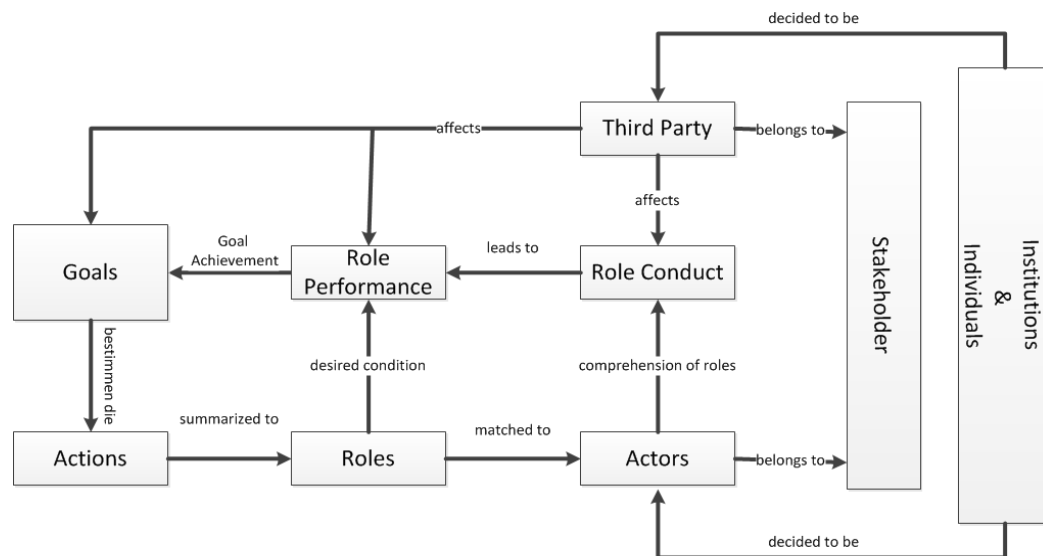 decided to be
affects
Third Party
belongs to
affects
Goals
Goal
Achievement
Role
Performance
leads to
Role Conduct
Stakeholder
Institutions
&
Individuals
bestimmen die
desired condition
comprehension of roles
Actions
summarized to
Roles
matched to
Actors
belongs to
decided to be